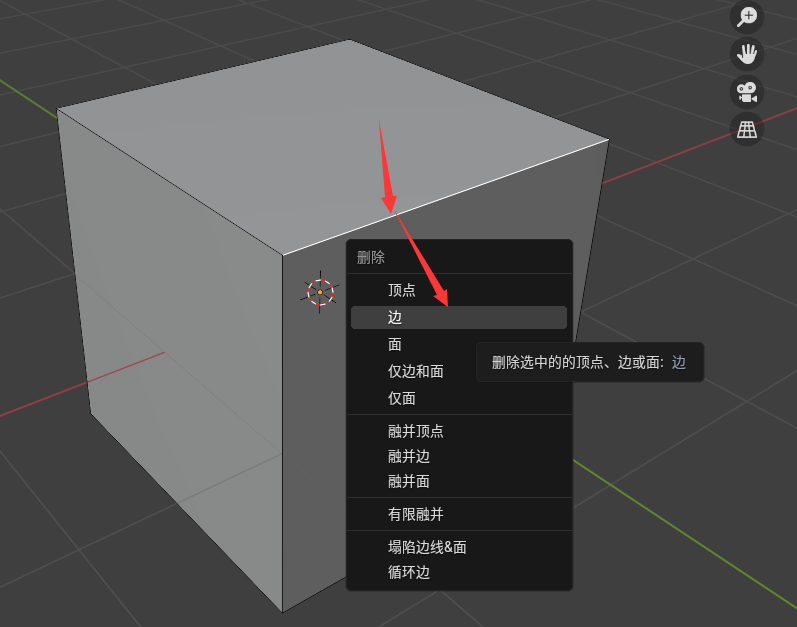 删除
顶点
边
面
删除选中的的顶点、边或面: 边
仅边和面
仅面
融并顶点
融并边
融并面
有限融并
塌陷边线&面
循环边